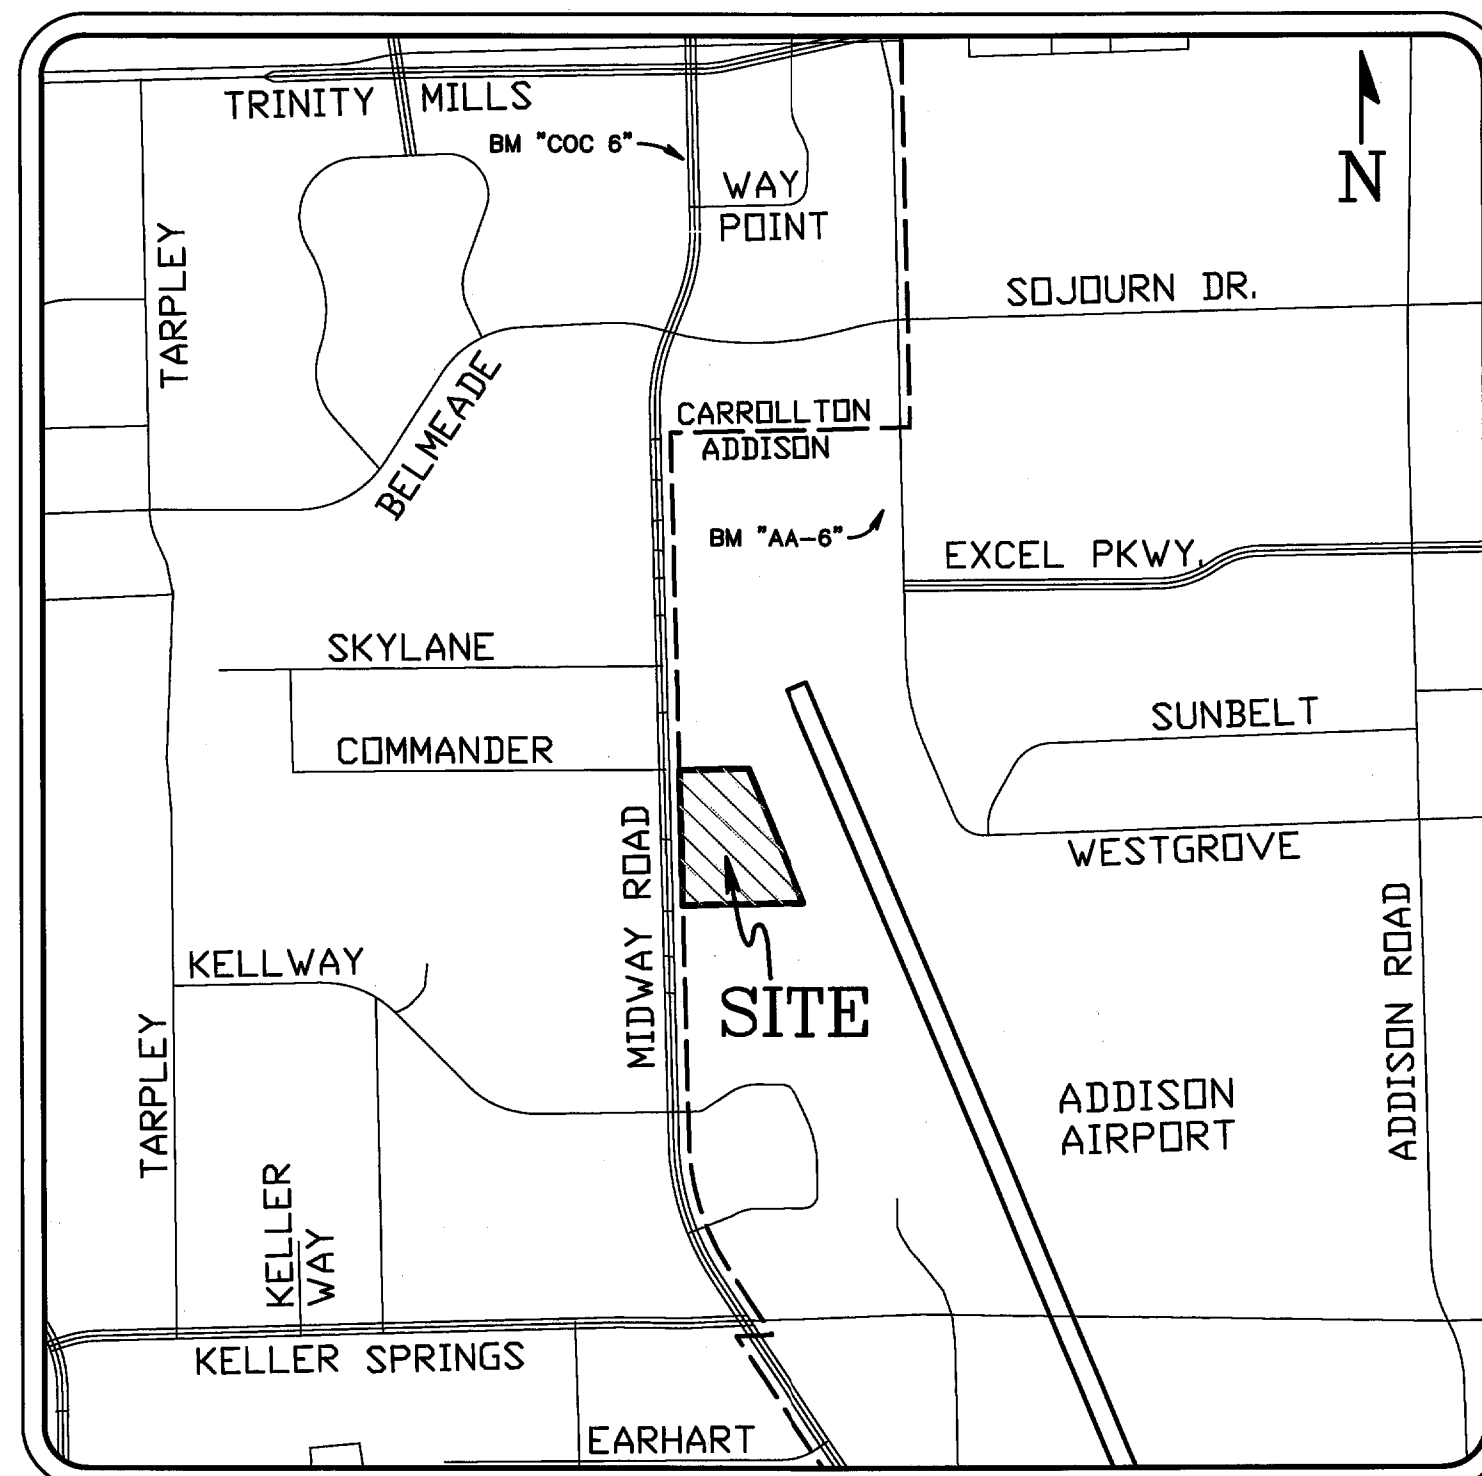 TRINITY MILLS
BM "COC 6"
WAY
POINT
N
TARPLEY
SOJOURN DR.
BELMEADE
CARROLLTON
ADDISON
BM "AA-6"
EXCEL PKWY.
SKYLANE
COMMANDER
SUNBELT
MIDWAY ROAD
WESTGROVE
KELLWAY
SITE
ADDISON ROAD
TARPLEY
ADDISON
AIRPORT
KELLER
WAY
KELLER SPRINGS
EARHART